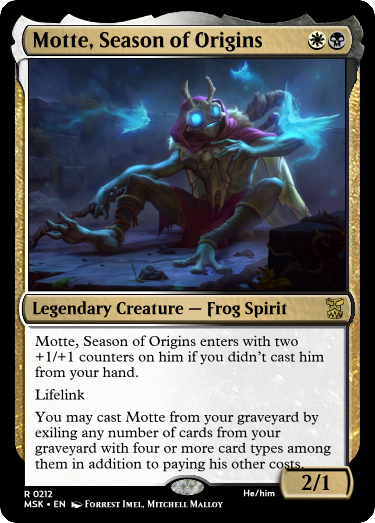 Motte, Season of Origins
Legendary Creature — Frog Spirit
Motte, Season of Origins enters with two
+1/+1 counters on him if you didn't cast him
from your hand.
Lifelink
You may cast Motte from your graveyard by
exiling any number of cards from your
graveyard with four or more card types among
them in addition to paying his other costs.
2/1
R 0212
He/him
MSK • EN Forrest Imel, Mitchell Malloy